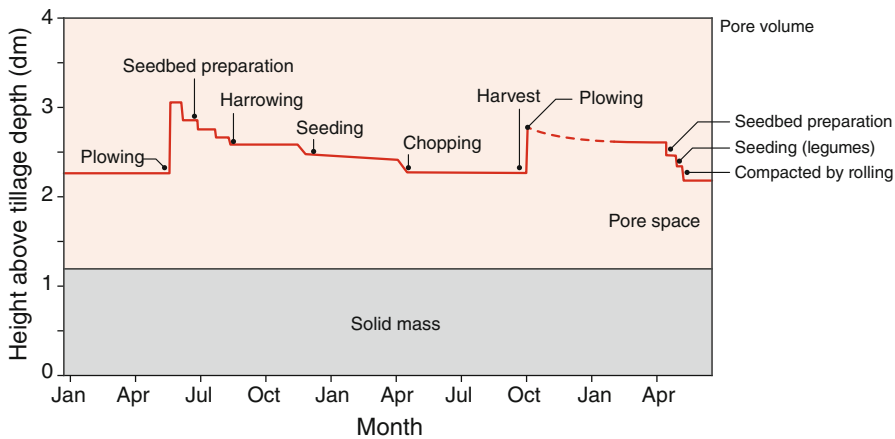 4
Pore volume
Seedbed preparation
3
Harrowing
Harvest
Plowing
Seedbed preparation
Seeding
Chopping
Seeding (legumes)
Plowing
Compacted by rolling
2
Pore space
1
Solid mass
0
Jan Apr Jul Oct Jan Apr Jul Oct Jan Apr
Month
Height above tillage depth (dm)